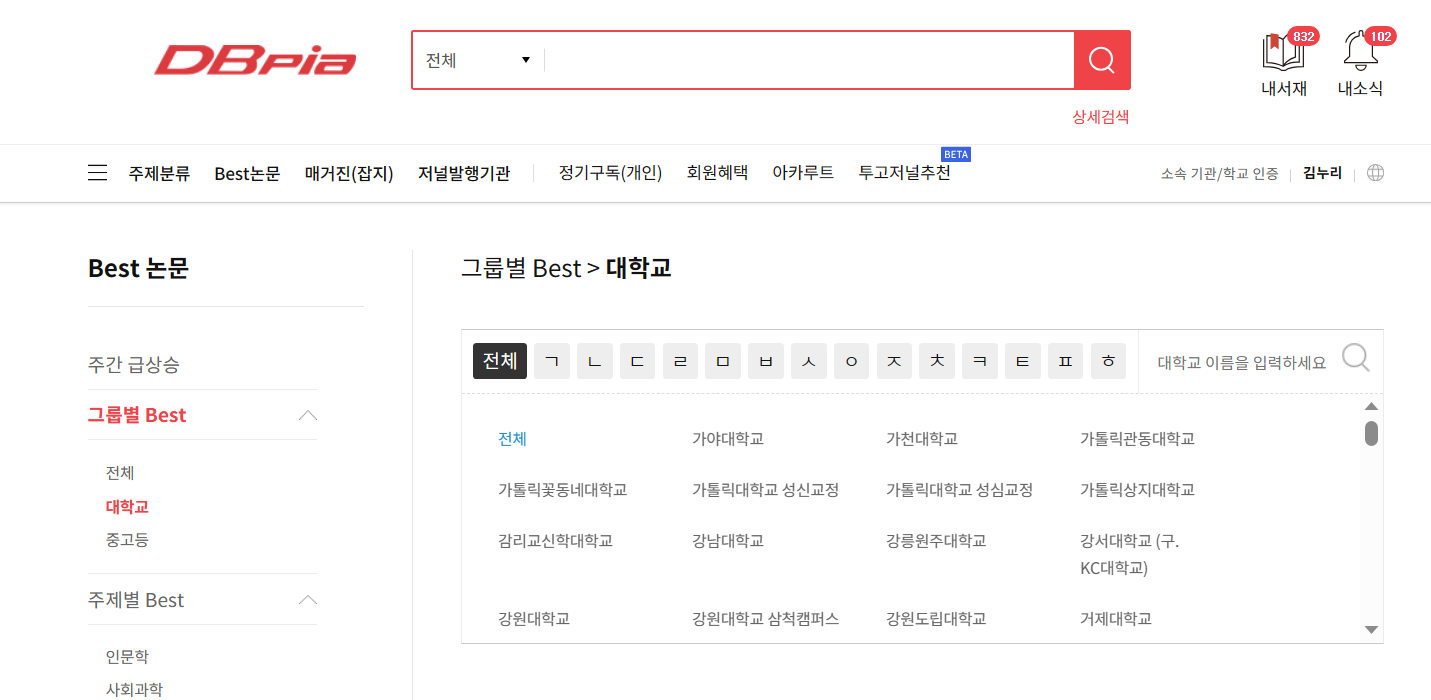 DBpia
전체
832
102
내서재
내소식
상세검색
주제분류 Best논문 매거진(잡지) 저널발행기관 정기구독(개인) 회원혜택 아카루트 투고저널추천 BETA
소속 기관/학교 인증 김누리
Best 논문
주간 급상승
그룹별 Best
전체
대학교
중고등
주제별 Best
인문학
사회과학
그룹별 Best > 대학교
전체 ㄱ ㄴ ㄷ ㄹ ㅁ ㅂ ㅅ ㅇ ㅈ ㅊ ㅋ ㅌ ㅍ ㅎ 대학교 이름을 입력하세요
전체 가야대학교 가천대학교 가톨릭관동대학교
가톨릭꽃동네대학교 가톨릭대학교 성신교정 가톨릭대학교 성심교정 가톨릭상지대학교
감리교신학대학교 강남대학교 강릉원주대학교 강서대학교 (구.
KC대학교)
강원대학교 강원대학교 삼척캠퍼스 강원도립대학교 거제대학교